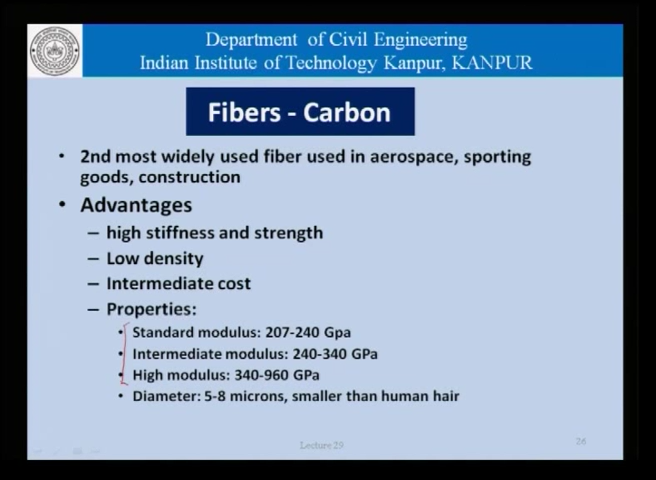 Department of Civil Engineering
Indian Institute of Technology Kanpur, KANPUR
Fibers - Carbon
• 2nd most widely used fiber used in aerospace, sporting
goods, construction
• Advantages
– high stiffness and strength
– Low density
– Intermediate cost
– Properties:
• Standard modulus: 207-240 Gpa
• Intermediate modulus: 240-340 GPa
• High modulus: 340-960 GPa
• Diameter: 5-8 microns, smaller than human hair
Lecture 29
26